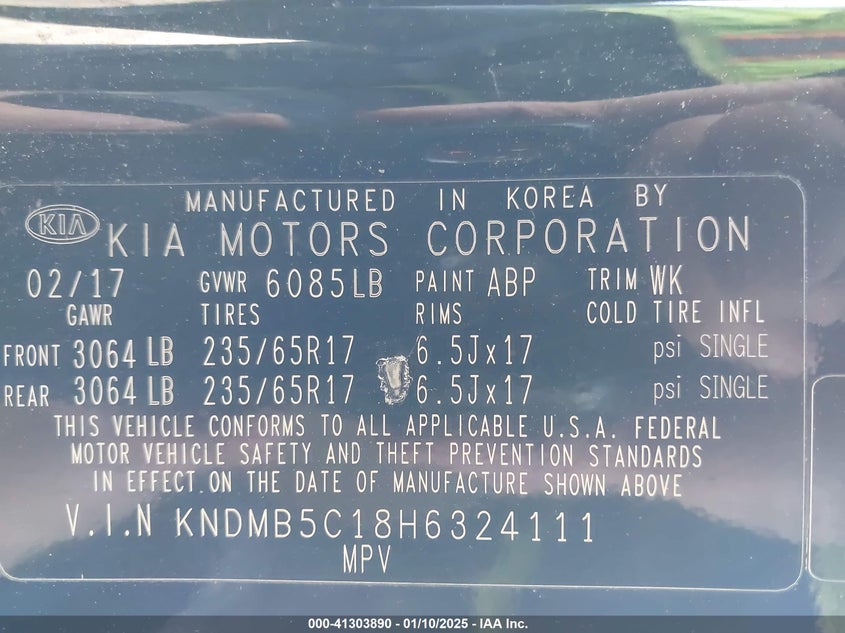 MANUFACTURED IN KOREA BY
KIA KIA MOTORS CORPORATION
02/17 GVWR 6085LB PAINT ABP TRIM WK
GAWR TIRES RIMS COLD TIRE INFL
FRONT 3064 LB 235/65R17 6.5Jx17 psi SINGLE
REAR 3064 LB 235/65R17 6.5Jx17 psi SINGLE
THIS VEHICLE CONFORMS TO ALL APPLICABLE U.S.A. FEDERAL
MOTOR VEHICLE SAFETY AND THEFT PREVENTION STANDARDS
IN EFFECT ON THE DATE OF MANUFACTURE SHOWN ABOVE
V.I.N KNDMB5C18H6324111
MPV
000-41303890 - 01/10/2025 - IAA Inc.